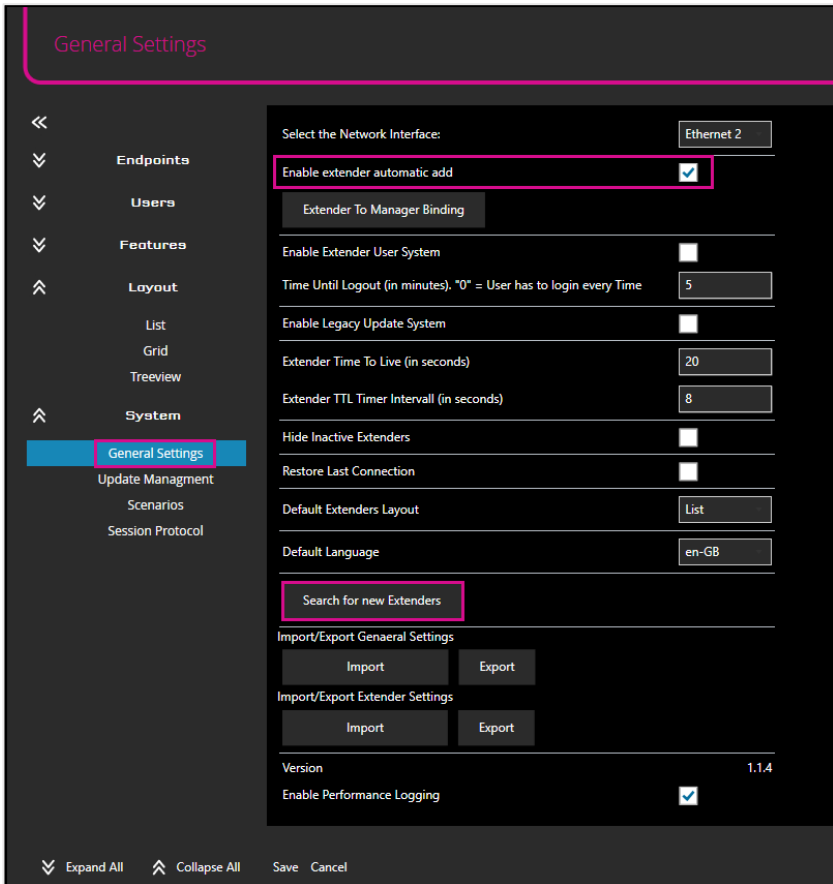 General Settings
Endpoints
Users
Features
Layout
List
Grid
Treeview
System
General Settings
Update Managment
Scenarios
Session Protocol
Select the Network Interface: Ethernet 2
Enable extender automatic add
Extender To Manager Binding
Enable Extender User System
Time Until Logout (in minutes). "0" = User has to login every Time 5
Enable Legacy Update System
Extender Time To Live (in seconds) 20
Extender TTL Timer Intervall (in seconds) 8
Hide Inactive Extenders
Restore Last Connection
Default Extenders Layout List
Default Language en-GB
Search for new Extenders
Import/Export Genaeral Settings
Import Export
Import/Export Extender Settings
Import Export
Version 1.1.4
Enable Performance Logging
Expand All Collapse All Save Cancel